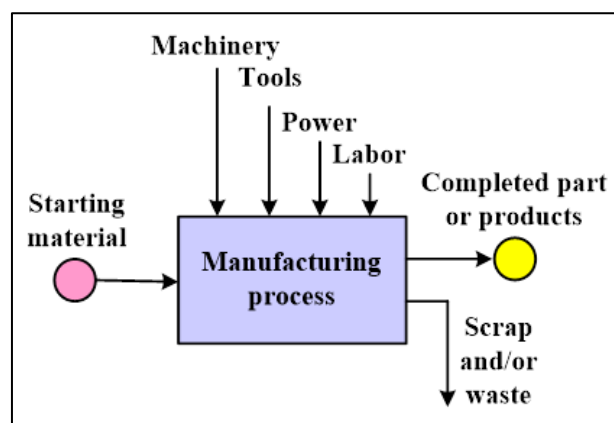 Machinery
Tools
Power
Labor
Starting
material
Manufacturing
process
Completed part
or products
Scrap
and/or
waste